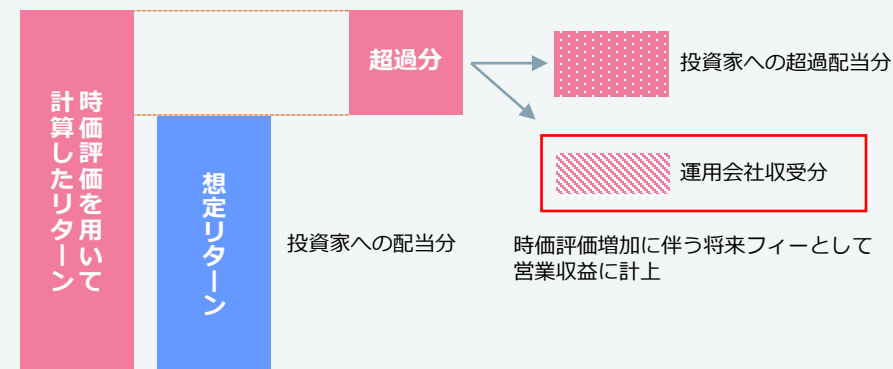 時価評価を用いて
計算したリターン
想定リターン
超過分
投資家への配当分
投資家への超過配当分
運用会社収受分
時価評価増加に伴う将来フィーとして
営業収益に計上